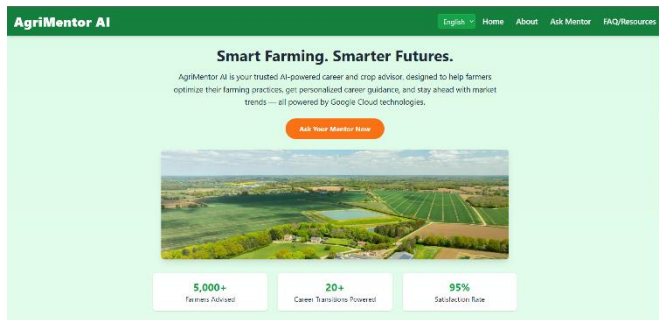 AgriMentor AI
English
Home
About
Ask Mentor
FAQ/Resources
Smart Farming. Smarter Futures.
AgriMentor AI is your trusted AI-powered career and crop advisor, designed to help farmers
optimize their farming practices, get personalized career guidance, and stay ahead with market
trends — all powered by Google Cloud technologies.
Ask Your Mentor Now
5,000+
Farmers Advised
20+
Career Transitions Powered
95%
Satisfaction Rate